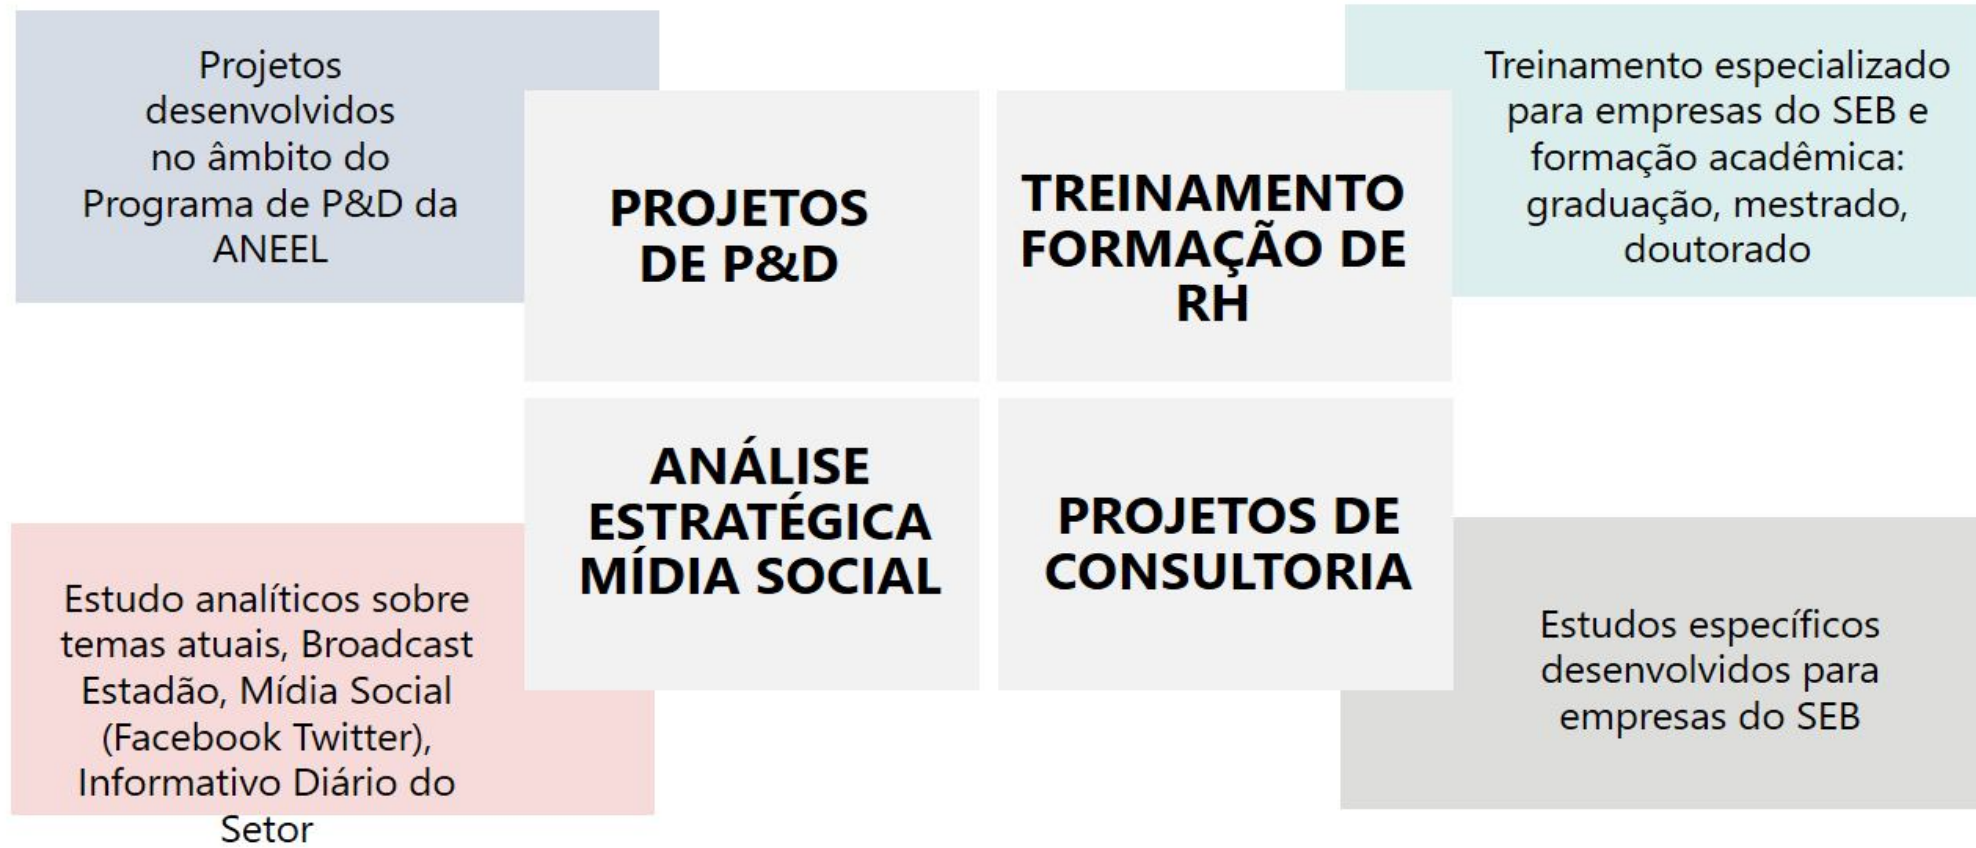 Projetos
desenvolvidos
no âmbito do
Programa de P&D da
ANEEL
PROJETOS
DE P&D
TREINAMENTO
FORMAÇÃO DE
RH
Treinamento especializado
para empresas do SEB e
formação acadêmica:
graduação, mestrado,
doutorado
Estudo analíticos sobre
temas atuais, Broadcast
Estadão, Mídia Social
(Facebook Twitter),
Informativo Diário do
Setor
ANÁLISE
ESTRATÉGICA
MÍDIA SOCIAL
PROJETOS DE
CONSULTORIA
Estudos específicos
desenvolvidos para
empresas do SEB